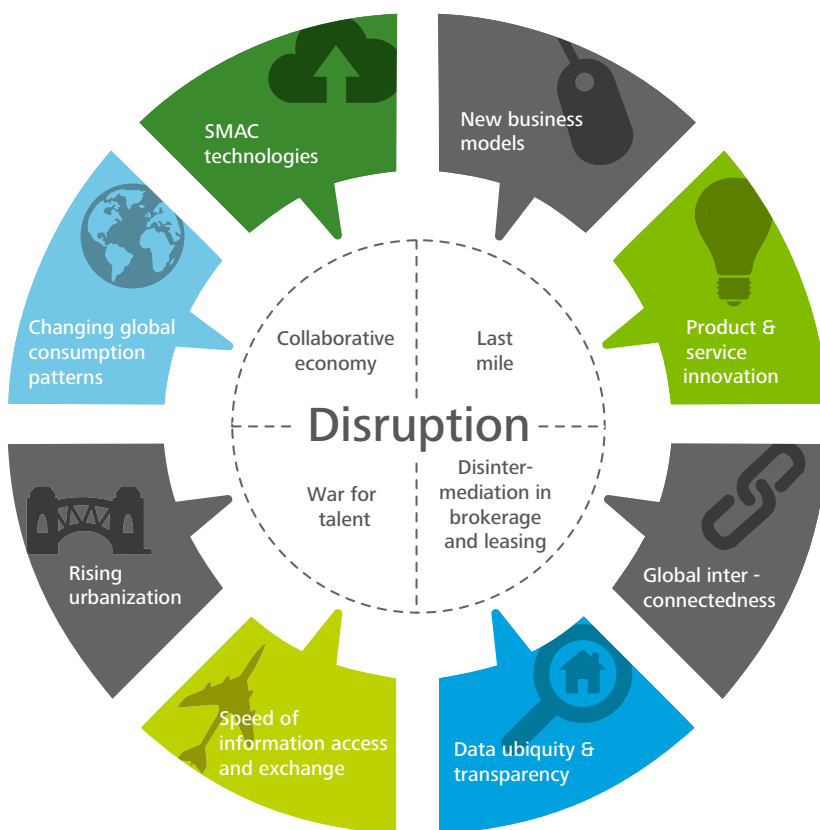 SMAC
technologies
New business
models
Changing global
consumption
patterns
Product &
service
innovation
Collaborative
economy
Last
mile
Disruption
War for
talent
Disinter-
mediation in
brokerage
and leasing
Rising
urbanization
Global inter -
connectedness
Speed of
information access
and exchange
Data ubiquity &
transparency